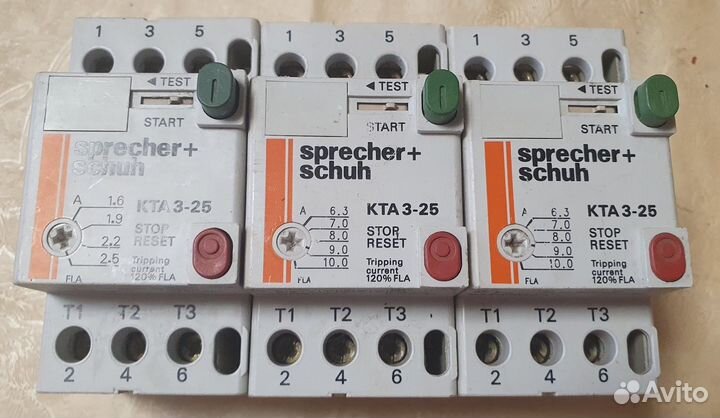 1 3 5
◄ TEST
START
sprecher+
schuh
KTA 3-25
A 1.6
1.9
2.2
2.5
STOP
RESET
Tripping
current
120% FLA
FLA
T1 T2 T3
2 4 6
1 3 5
◄ TEST
START
sprecher+
schuh
KTA 3-25
A 6.3
7.0
8.0
9.0
10.0
STOP
RESET
Tripping
current
120% FLA
FLA
T1 T2 T3
2 4 6
1 3 5
◄ TEST
START
sprecher+
schuh
KTA 3-25
A 6.3
7.0
8.0
9.0
10.0
STOP
RESET
Tripping
current
120% FLA
FLA
T1 T2 T3
2 4 6
Avito